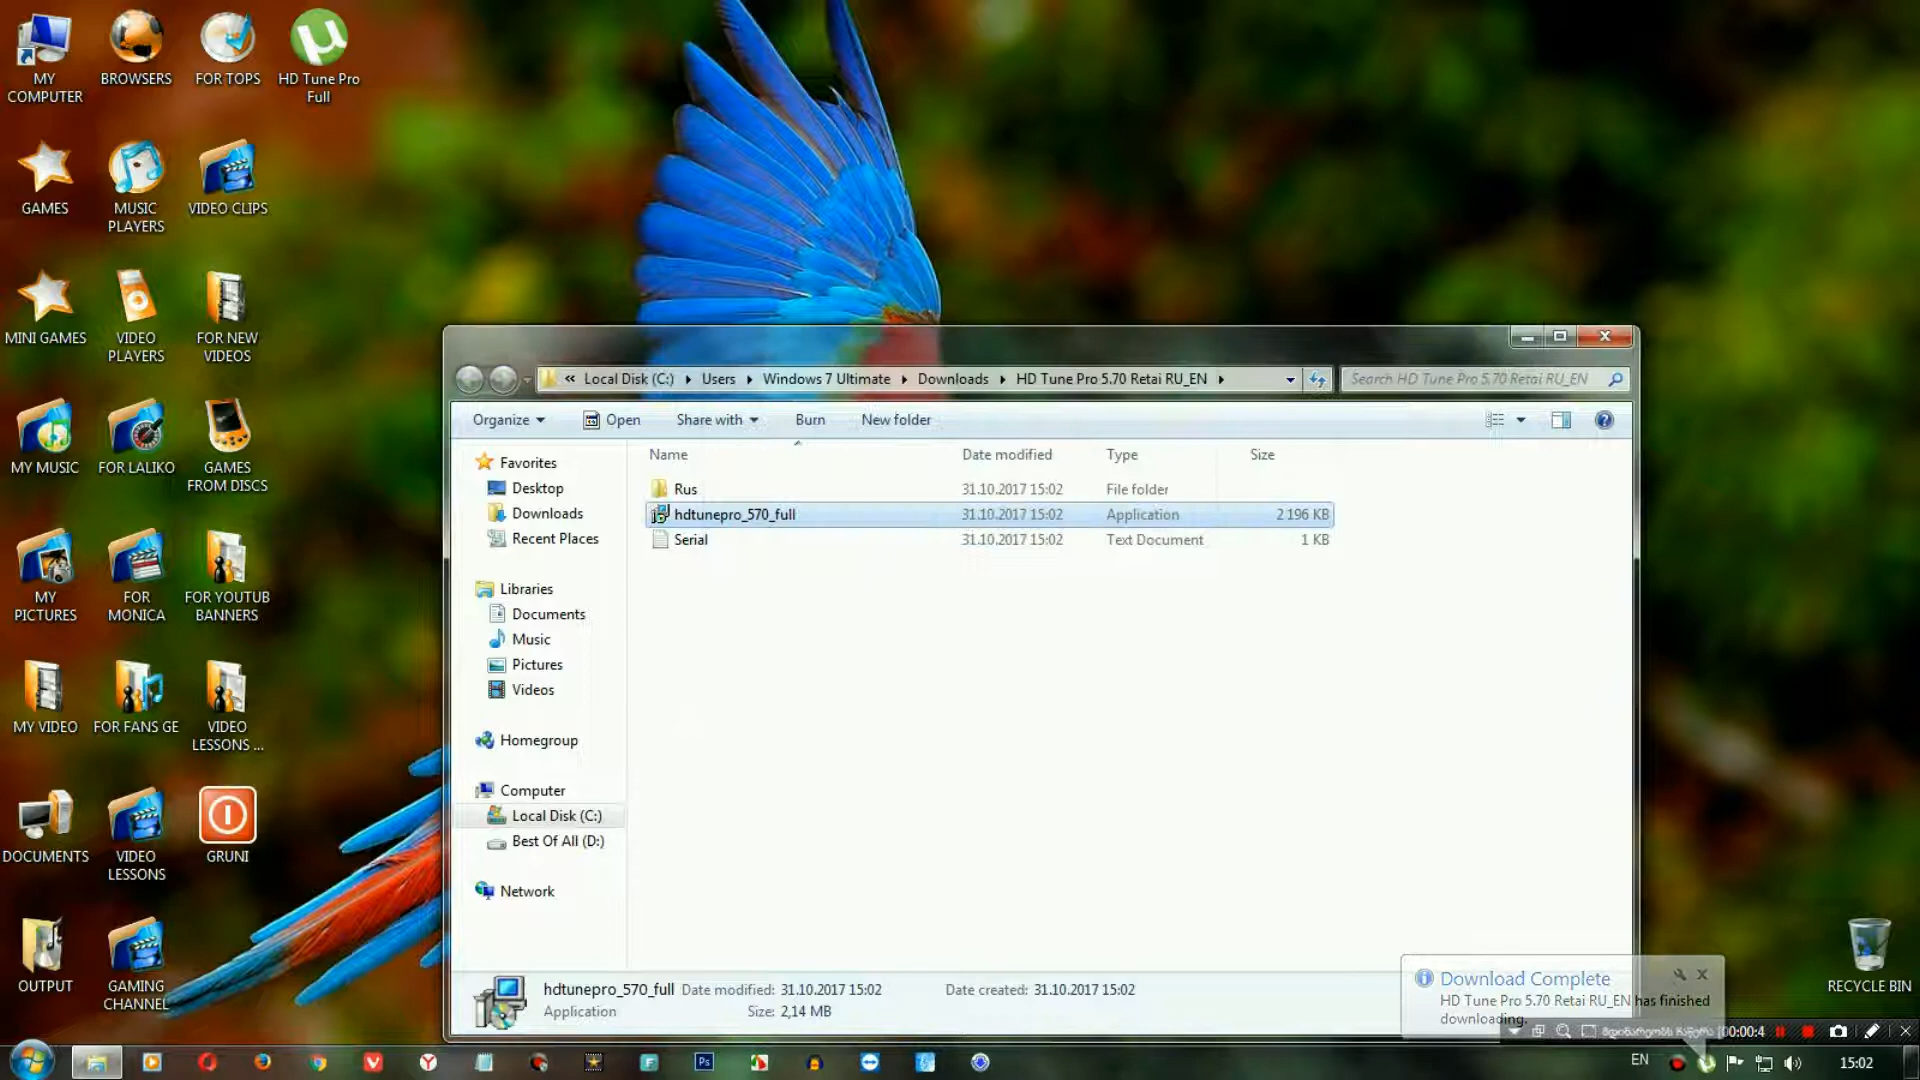 MY COMPUTER
BROWSERS
FOR TOPS
HD Tune Pro Full
GAMES
MUSIC PLAYERS
VIDEO CLIPS
MINI GAMES
VIDEO PLAYERS
FOR NEW VIDEOS
MY MUSIC
FOR LALIKO
GAMES FROM DISCS
MY PICTURES
FOR MONICA
FOR YOUTUB BANNERS
MY VIDEO
FOR FANS GE
VIDEO LESSONS ...
DOCUMENTS
VIDEO LESSONS
GRUNI
OUTPUT
GAMING CHANNEL
RECYCLE BIN
« Local Disk (C:) Users Windows 7 Ultimate Downloads HD Tune Pro 5.70 Retai RU_EN
Search HD Tune Pro 5.70 Retai RU_EN
Organize Open Share with Burn New folder
Name Date modified Type Size
Rus 31.10.2017 15:02 File folder
hdtunepro_570_full 31.10.2017 15:02 Application 2 196 KB
Serial 31.10.2017 15:02 Text Document 1 KB
Favorites
Desktop
Downloads
Recent Places
Libraries
Documents
Music
Pictures
Videos
Homegroup
Computer
Local Disk (C:)
Best Of All (D:)
Network
hdtunepro_570_full Date modified: 31.10.2017 15:02 Date created: 31.10.2017 15:02
Application Size: 2,14 MB
Download Complete
HD Tune Pro 5.70 Retai RU_EN has finished
downloading.
[00:00:4
Ps
EN
15:02